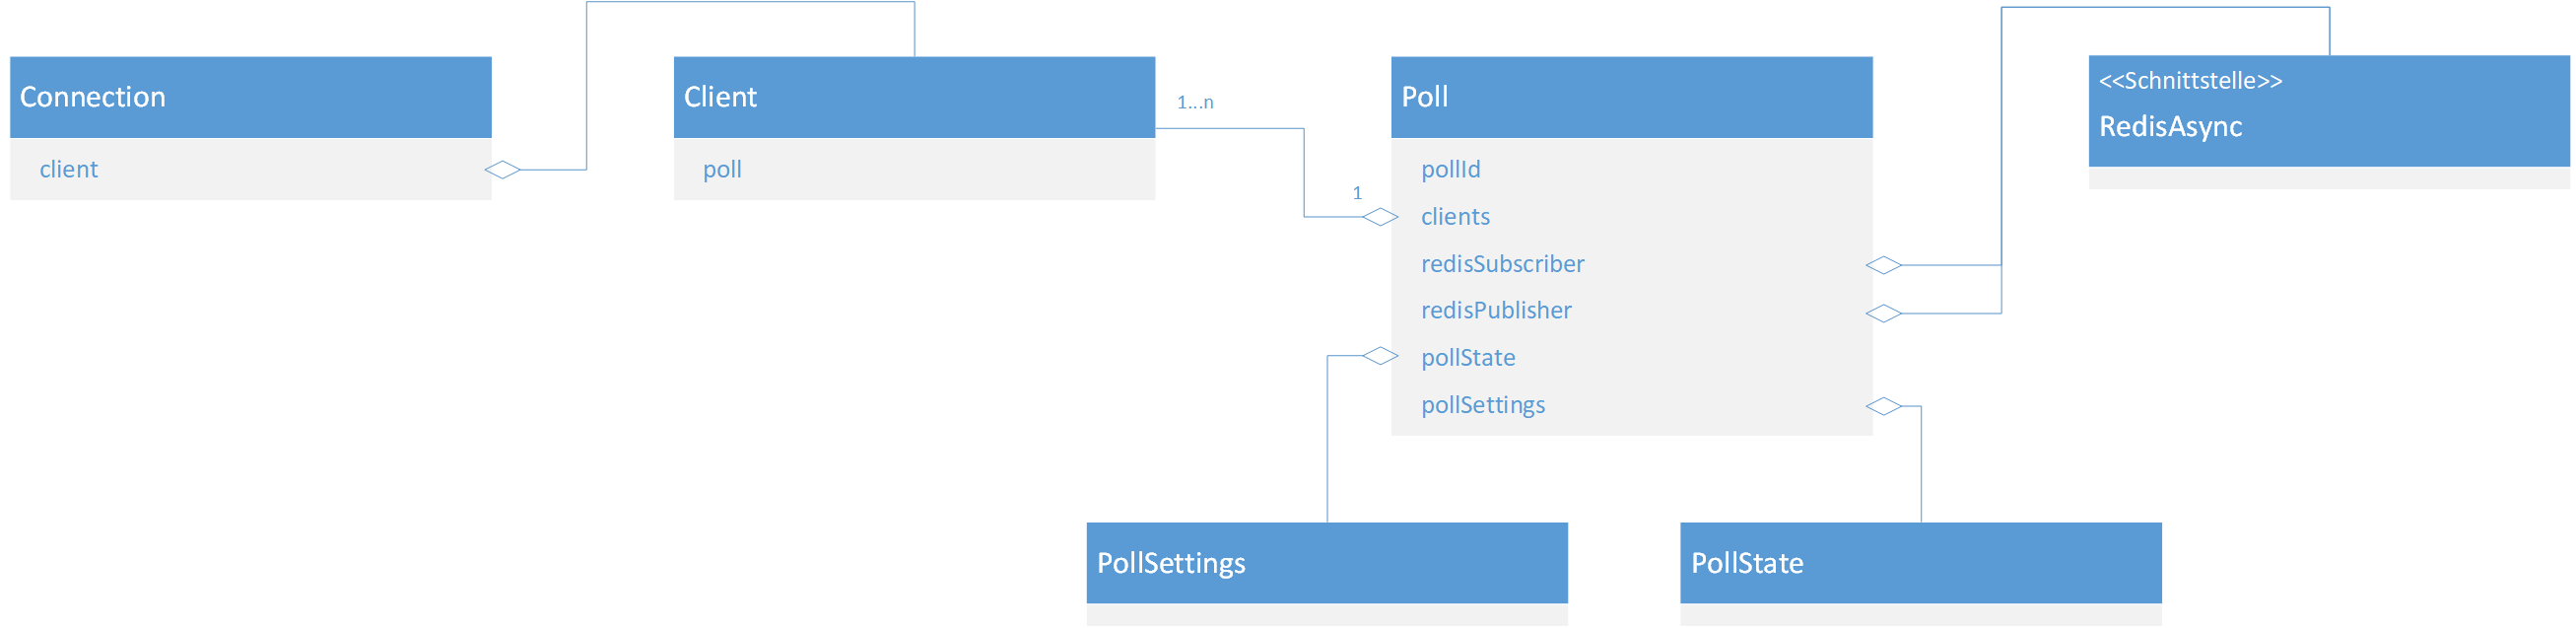 Connection
client
Client
poll
1...n
1
Poll
pollId
clients
redisSubscriber
redisPublisher
pollState
pollSettings
<<Schnittstelle>>
RedisAsync
PollSettings
PollState